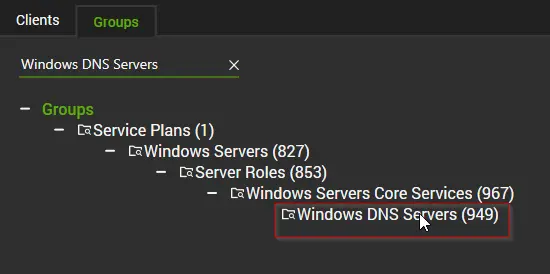 Clients Groups
Windows DNS Servers
Groups
Service Plans (1)
Windows Servers (827)
Server Roles (853)
Windows Servers Core Services (967)
Windows DNS Servers (949)